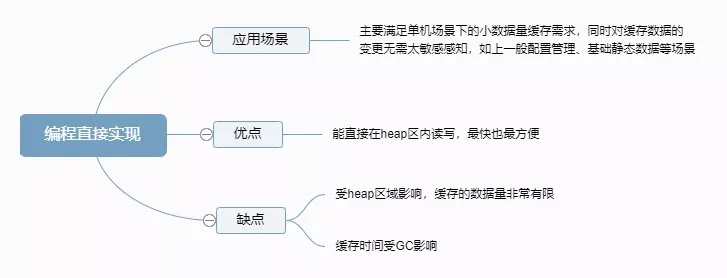 编程直接实现
应用场景
主要满足单机场景下的小数据量缓存需求，同时对缓存数据的
变更无需太敏感感知，如上一般配置管理、基础静态数据等场景
优点
能直接在heap区内读写，最快也最方便
缺点
受heap区域影响，缓存的数据量非常有限
缓存时间受GC影响